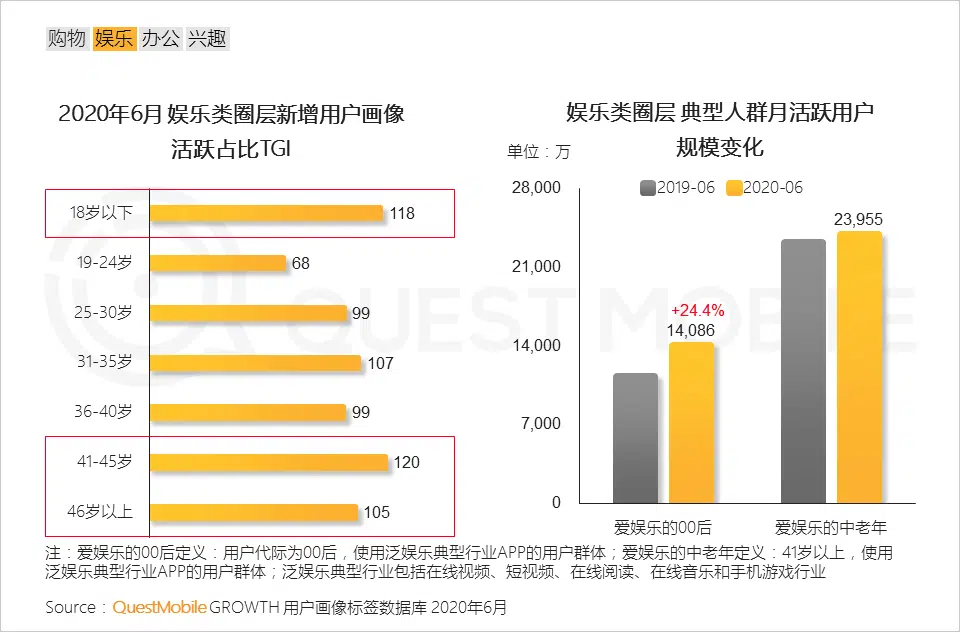 购物 娱乐 办公 兴趣
2020年6月 娱乐类圈层新增用户画像
活跃占比TGI
18岁以下 118
19-24岁 68
25-30岁 99
31-35岁 107
36-40岁 99
41-45岁 120
46岁以上 105
娱乐类圈层 典型人群月活跃用户
规模变化
单位：万
2019-06 2020-06
28,000
21,000
14,000
7,000
0
+24.4%
14,086
23,955
爱娱乐的00后 爱娱乐的中老年
QUEST MOBILE
注：爱娱乐的00后定义：用户代际为00后，使用泛娱乐典型行业APP的用户群体；爱娱乐的中老年定义：41岁以上，使用
泛娱乐典型行业APP的用户群体；泛娱乐典型行业包括在线视频、短视频、在线阅读、在线音乐和手机游戏行业
Source：QuestMobile GROWTH 用户画像标签数据库 2020年6月